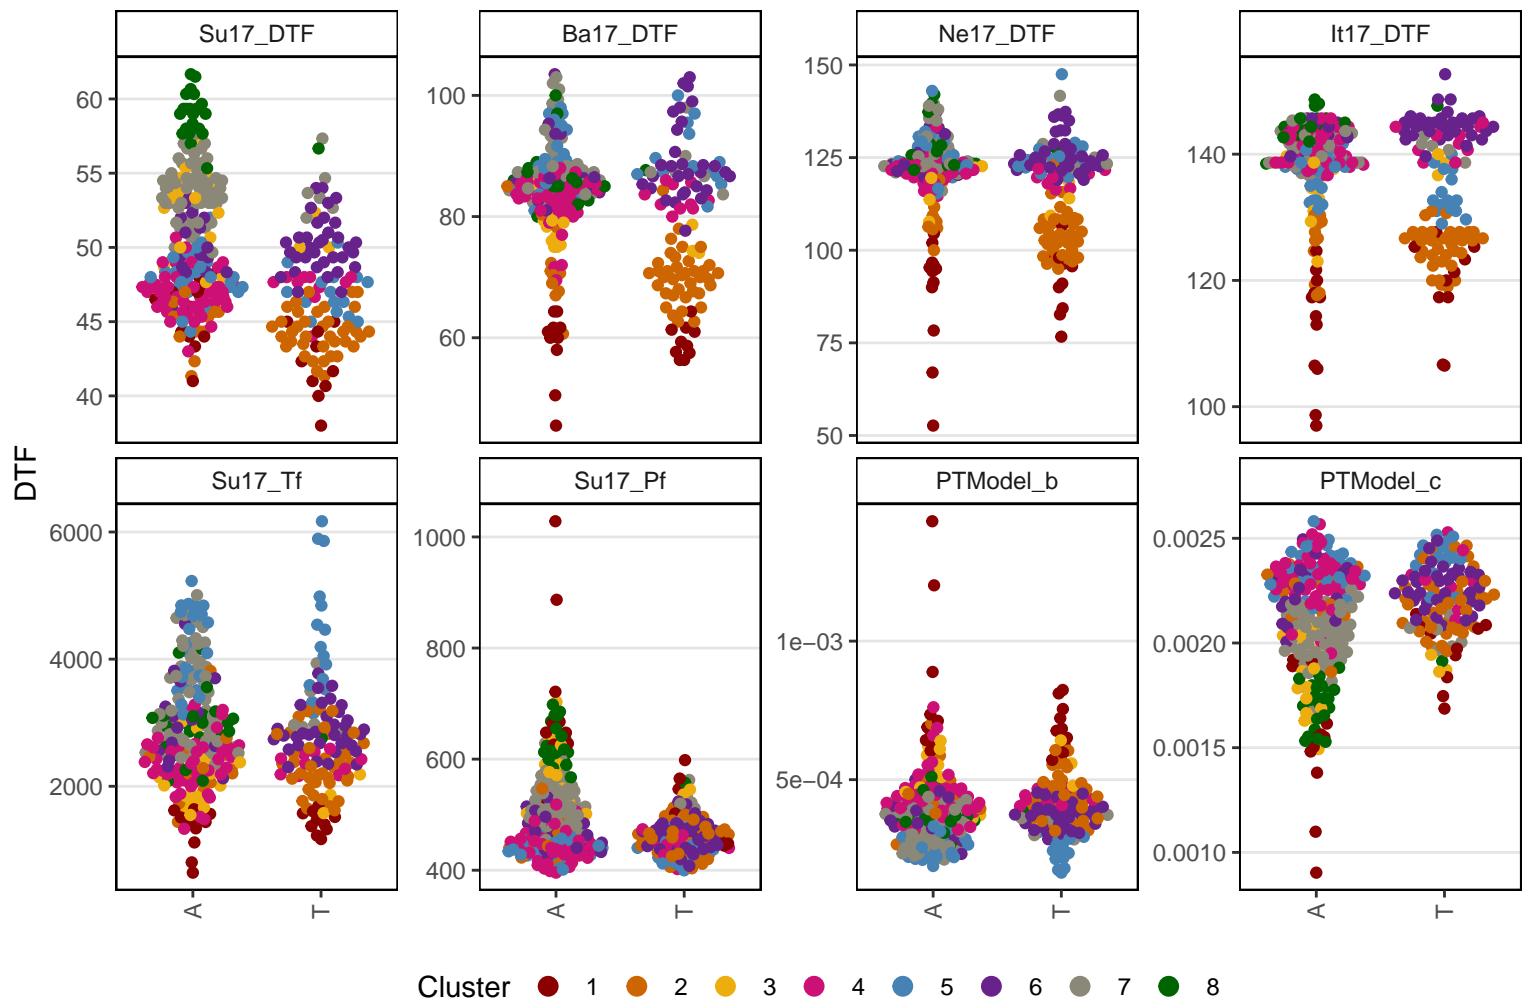 Su17_DTF Ba17_DTF Ne17_DTF It17_DTF
60 100 150 140
55 80 125 120
50 60 100 100
45 75
40 50
DTF
Su17_Tf Su17_Pf PTModel_b PTModel_c
6000 1000 1e−03 0.0025
4000 800 5e−04 0.0020
2000 600 0.0015
400 0.0010
A T A T A T A T
Cluster 1 2 3 4 5 6 7 8